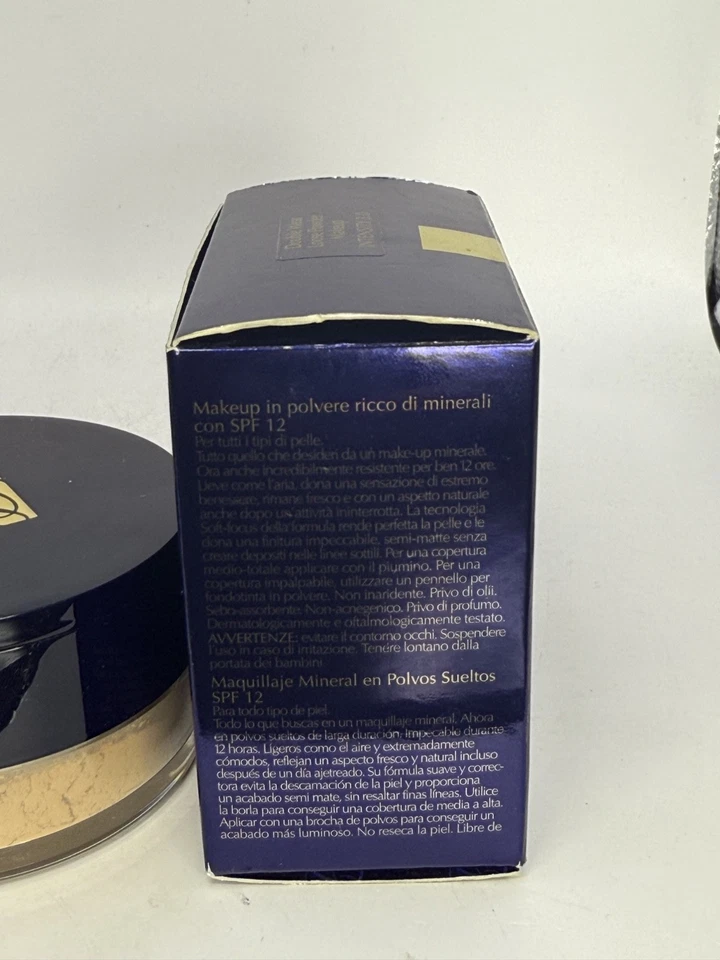 Makeup in polvere ricco di minerali
con SPF 12
Per tutti i tipi di pelle.
Tutto quello che desideri da un make-up minerale.
Ora anche incredibilmente resistente per ben 12 ore.
Lieve come l'aria, dona una sensazione di estremo
benessere, rimane fresco e con un aspetto naturale
anche dopo un'attività ininterrotta. La tecnologia
Soft-focus della formula rende perfetta la pelle e le
dona una finitura impeccabile, semi-matte senza
creare depositi nelle linee sottili. Per una copertura
medio-totale applicare con il piumino. Per una
copertura impalpabile, utilizzare un pennello per
fondotinta in polvere. Non inaridente. Privo di olii.
Sebo-assorbente. Non-acnegenico. Privo di profumo.
Dermatologicamente e oftalmologicamente testato.
AVVERTENZE: evitare il contorno occhi. Sospendere
l'uso in caso di irritazione. Tenere lontano dalla
portata dei bambini
Maquillaje Mineral en Polvos Sueltos
SPF 12
Para todo tipo de piel.
Todo lo que buscas en un maquillaje mineral. Ahora
en polvos sueltos de larga duración, impecable durante
12 horas. Ligeros como el aire y extremadamente
cómodos, reflejan un aspecto fresco y natural incluso
después de un día ajetreado. Su fórmula suave y correc-
tora evita la descamación de la piel y proporciona
un acabado semi mate, sin resaltar finas líneas. Utilice
la borla para conseguir una cobertura de media a alta.
Aplicar con una brocha de polvos para conseguir un
acabado más luminoso. No reseca la piel. Libre de